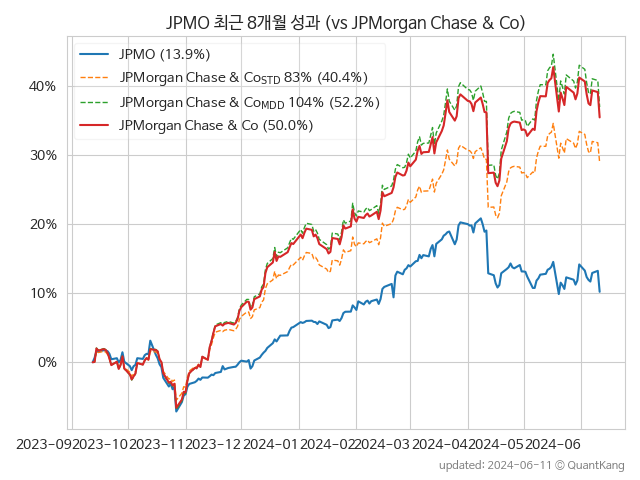 JPMO 최근 8개월 성과 (vs JPMorgan Chase & Co)
JPMO (13.9%)
JPMorgan Chase & CoSTD 83% (40.4%)
JPMorgan Chase & CoMDD 104% (52.2%)
JPMorgan Chase & Co (50.0%)
40%
30%
20%
10%
0%
2023-09 2023-10 2023-11 2023-12 2024-01 2024-02 2024-03 2024-04 2024-05 2024-06
updated: 2024-06-11 © QuantKang